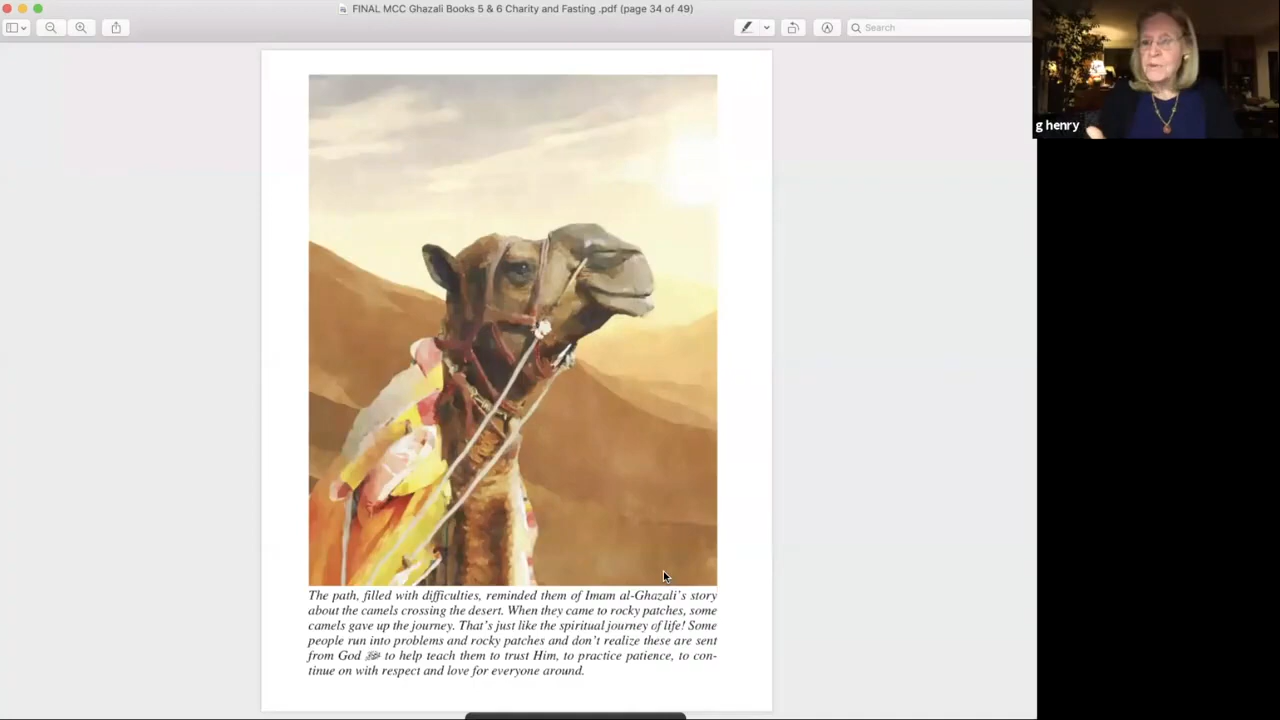 FINAL MCC Ghazali Books 5 & 6 Charity and Fasting .pdf (page 34 of 49)
Search
g henry
The path, filled with difficulties, reminded them of Imam al-Ghazali's story
about the camels crossing the desert. When they came to rocky patches, some
camels gave up the journey. That's just like the spiritual journey of life! Some
people run into problems and rocky patches and don't realize these are sent
from God to help teach them to trust Him, to practice patience, to con-
tinue on with respect and love for everyone around.